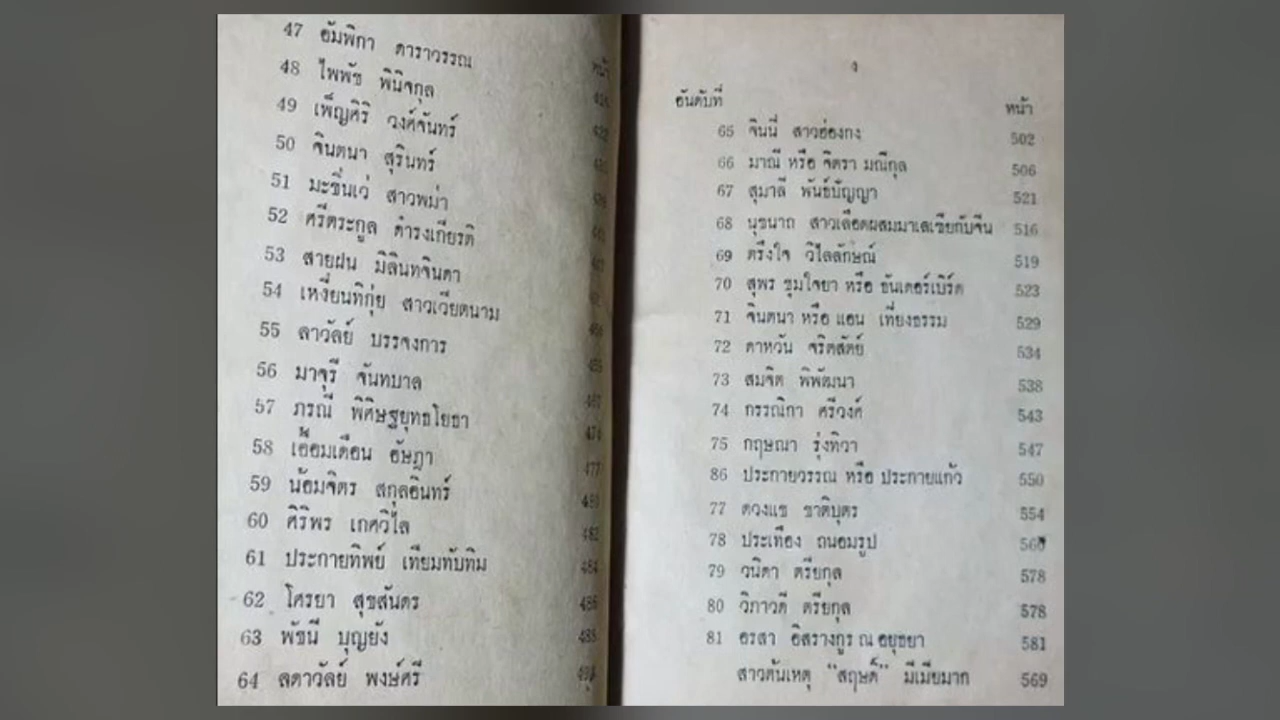 47 อัมพิกา ดาราวรรณ
หน้า
48 ไพพัช พินิจกุล
49 เพ็ญศิริ วงศ์จันทร์
50 จินตนา สุรินทร์
51 มะขิ่นเว่ สาวพม่า
52 ศรีตระกูล ดำรงเกียรติ
53 สายฝน มิลินทจินดา
54 เหงี่ยนทิกุ่ย สาวเวียตนาม
55 ลาวัลย์ บรรจงการ
56 มาจุรี จันทบาล
57 ภรณี พิศิษฐยุทธโยธา
58 เอื้อมเดือน อัษฎา 477
59 น้อมจิตร สกุลอินทร์ 480
60 ศิริพร เกศวิไล 482
61 ประกายทิพย์ เทียมทับทิม 484
62 โศรยา สุขสันตร 486
63 พัชนี บุญยัง 488
64 ลดาวัลย์ พงษ์ศรี
ง
อันดับที่ หน้า
65 จินนี่ สาวฮ่องกง 502
66 มาณี หรือ จิตรา มณีกุล 506
67 สุมาลี พันธ์ปัญญา 521
68 นุชนาถ สาวเลือดผสมมาเลเซียกับจีน 516
69 ตรึงใจ วิไลลักษณ์ 519
70 สุพร ชุมใจยา หรือ ธันเดอร์เบิร์ด 523
71 จินตนา หรือ แอน เที่ยงธรรม 529
72 ดาหวัน จริตสัตย์ 534
73 สมจิต พิพัฒนา 538
74 กรรณิกา ศรีวงศ์ 543
75 กฤษณา รุ่งทิวา 547
86 ประกายวรรณ หรือ ประกายแก้ว 550
77 ดวงแข ชาติบุตร 554
78 ประเทือง ถนอมรูป 560
79 วนิดา ตรียกุล 578
80 วิภาวดี ตรียกุล 578
81 อรสา อิสรางกูร ณ อยุธยา 581
สาวต้นเหตุ "สฤษดิ์" มีเมียมาก 569